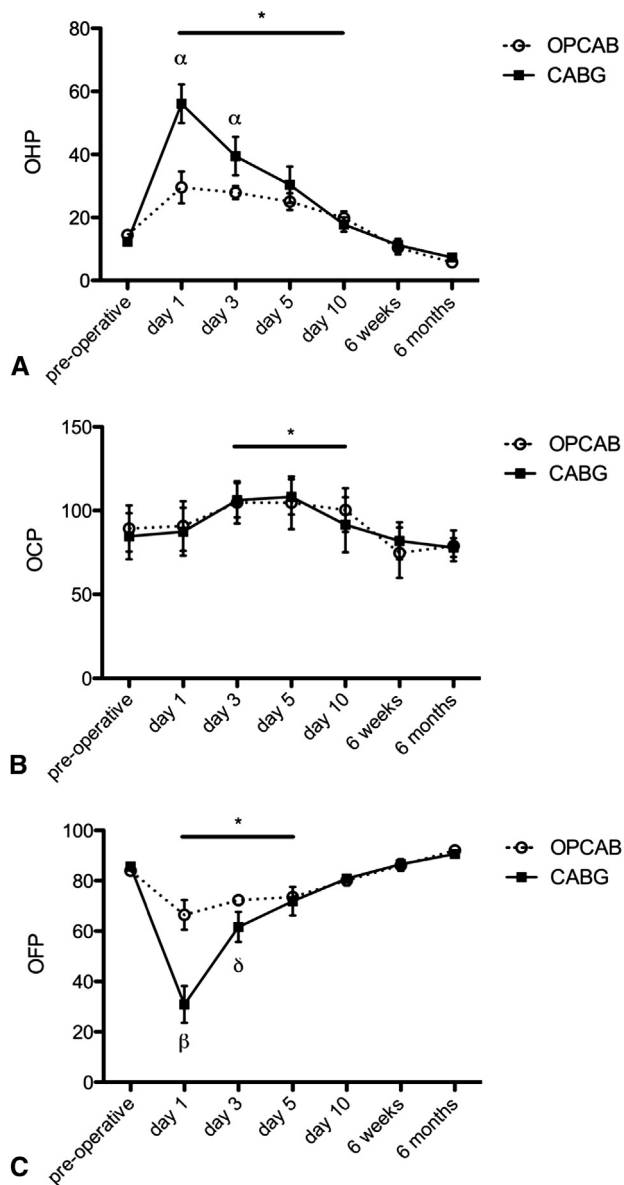 *
80
60
40
20
0
OHP
α
α
OPCAB
CABG
pre-operative
day 1
day 3
day 5
day 10
6 weeks
6 months
A
*
150
100
50
0
OCP
OPCAB
CABG
pre-operative
day 1
day 3
day 5
day 10
6 weeks
6 months
B
*
100
80
60
40
20
0
OFP
β
δ
OPCAB
CABG
pre-operative
day 1
day 3
day 5
day 10
6 weeks
6 months
C